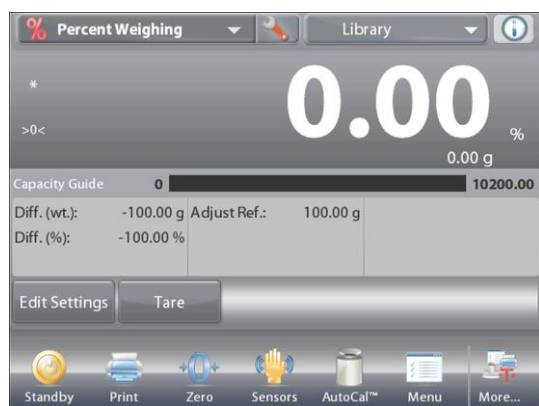 % Percent Weighing Library
*
0.00 %
>0<
0.00 g
Capacity Guide 0 10200.00
Diff. (wt.): -100.00 g Adjust Ref.: 100.00 g
Diff. (%): -100.00 %
Edit Settings Tare
Standby Print Zero Sensors AutoCal™ Menu More...